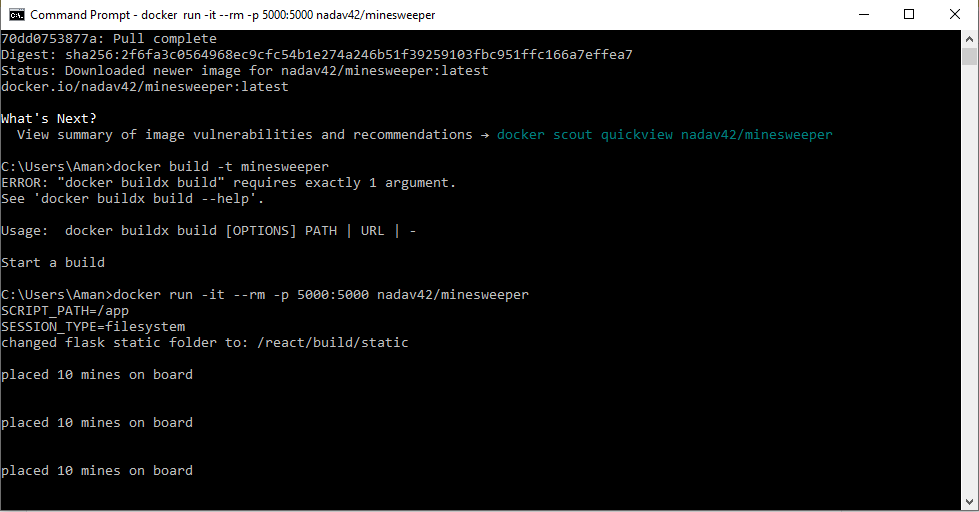 Command Prompt - docker run -it --rm -p 5000:5000 nadav42/minesweeper
70dd0753877a: Pull complete
Digest: sha256:2f6fa3c0564968ec9cfc54b1e274a246b51f39259103fbc951ffc166a7effea7
Status: Downloaded newer image for nadav42/minesweeper:latest
docker.io/nadav42/minesweeper:latest
What's Next?
View summary of image vulnerabilities and recommendations → docker scout quickview nadav42/minesweeper
C:\Users\Aman>docker build -t minesweeper
ERROR: "docker buildx build" requires exactly 1 argument.
See 'docker buildx build --help'.
Usage:  docker buildx build [OPTIONS] PATH | URL | -
Start a build
C:\Users\Aman>docker run -it --rm -p 5000:5000 nadav42/minesweeper
SCRIPT_PATH=/app
SESSION_TYPE=filesystem
changed flask static folder to: /react/build/static
placed 10 mines on board
placed 10 mines on board
placed 10 mines on board